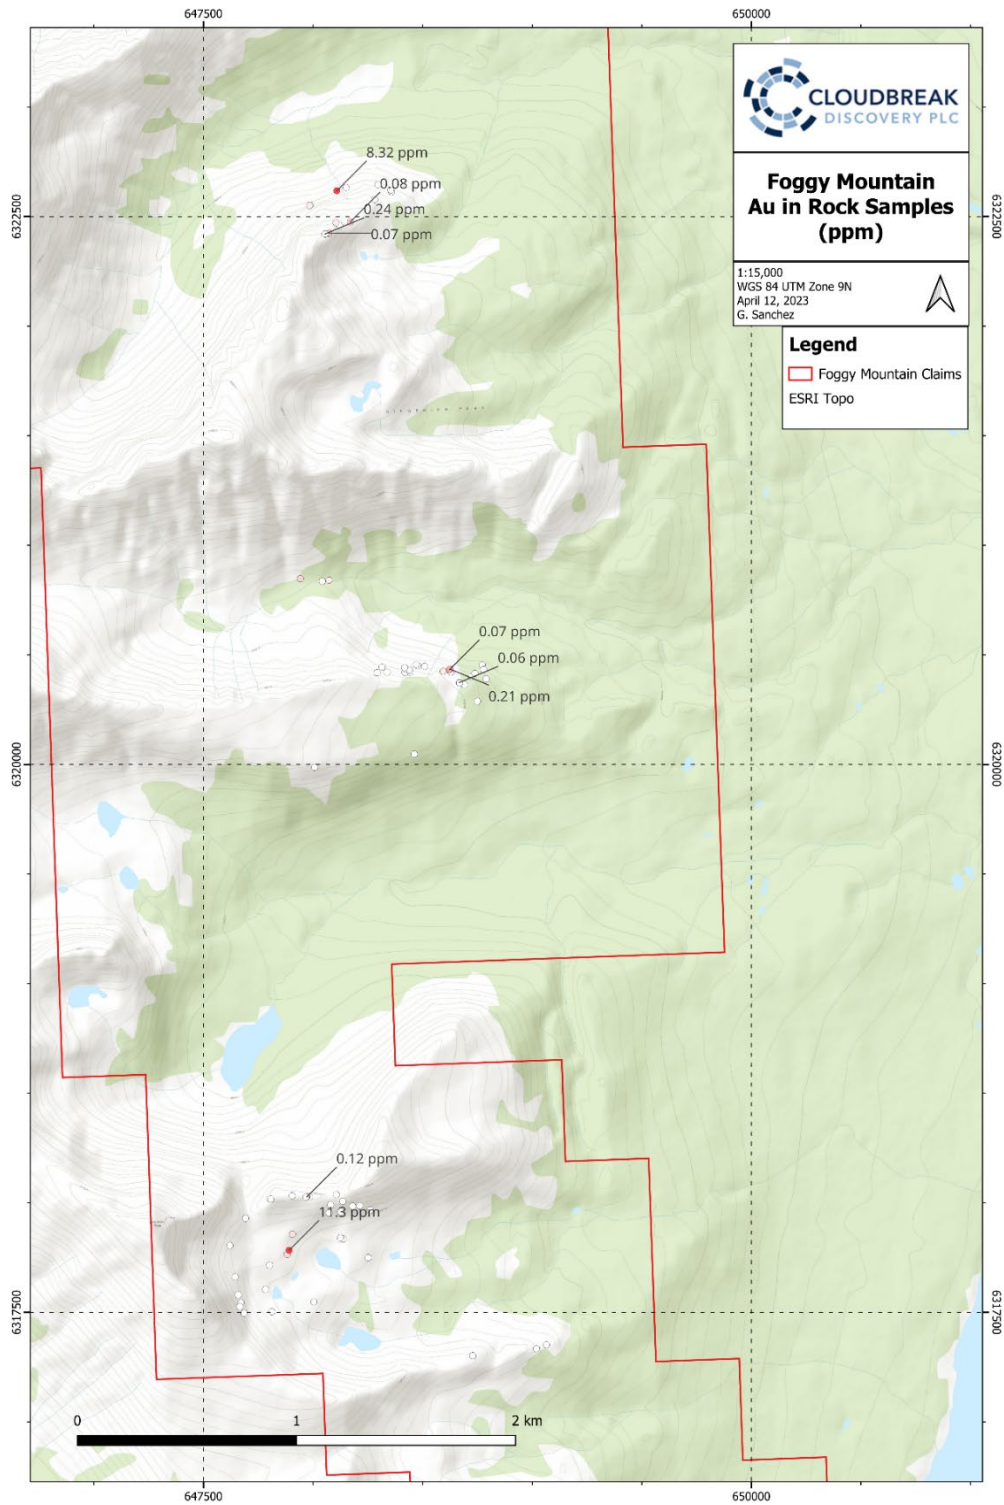 647500
650000
CLOUDBREAK
DISCOVERY PLC
Foggy Mountain
Au in Rock Samples
(ppm)
1:15,000
WGS 84 UTM Zone 9N
April 12, 2023
G. Sanchez
Legend
Foggy Mountain Claims
ESRI Topo
8.32 ppm
0.08 ppm
0.24 ppm
0.07 ppm
6322500
6322500
0.07 ppm
0.06 ppm
0.21 ppm
6320000
6320000
0.12 ppm
11.3 ppm
6317500
6317500
0
1
2 km
647500
650000